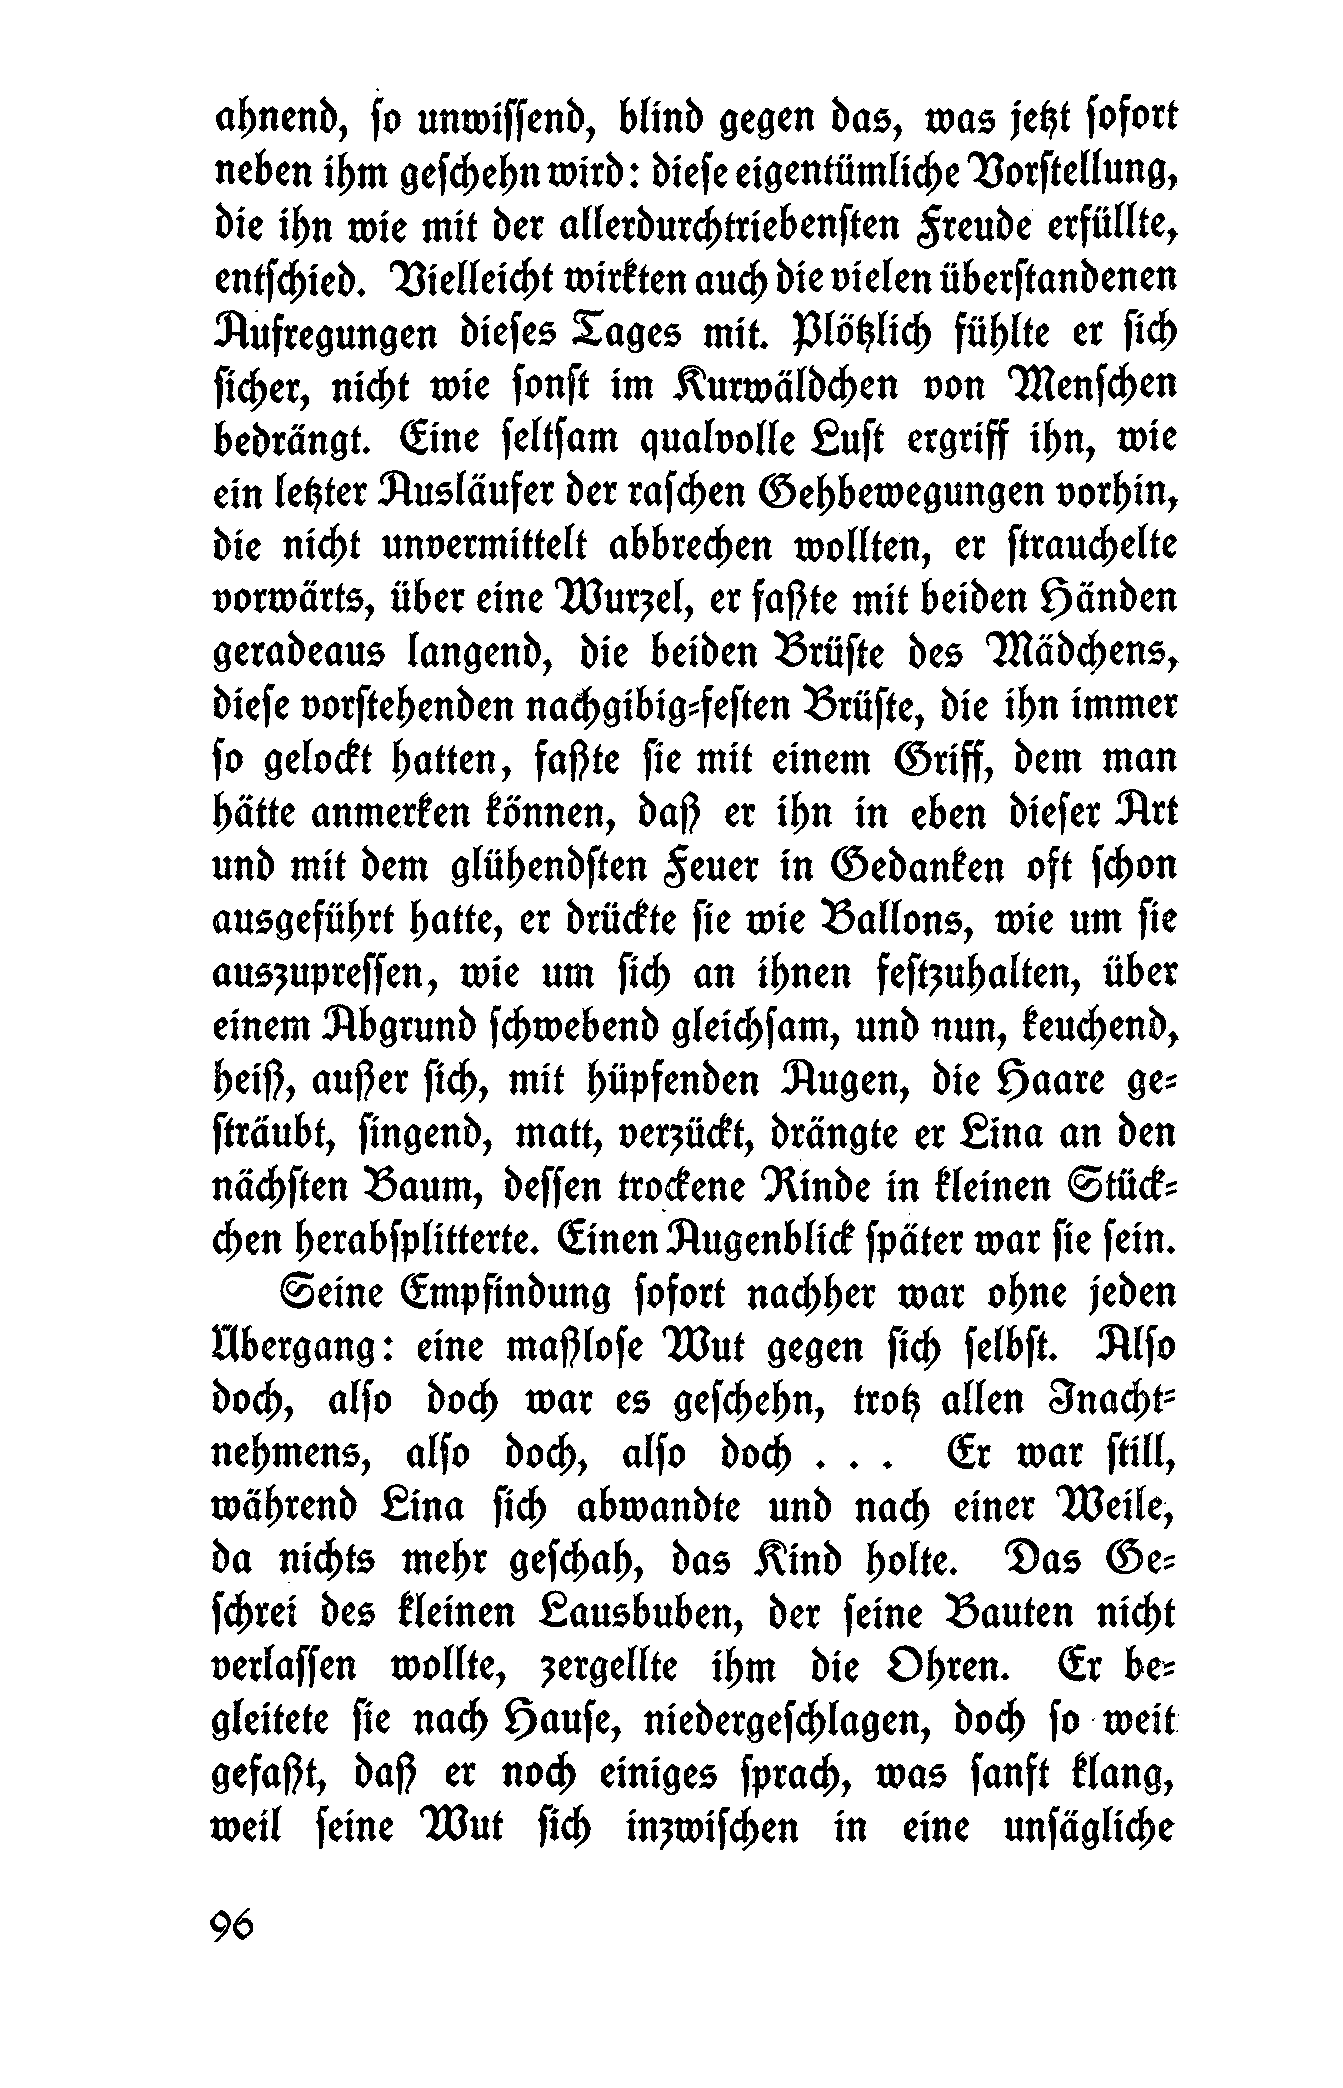 ahnend, so unwissend, blind gegen das, was jetzt sofort
neben ihm geschehn wird: diese eigentümliche Vorstellung,
die ihn wie mit der allerdurchtriebensten Freude erfüllte,
entschied. Vielleicht wirkten auch die vielen überstandenen
Aufregungen dieses Tages mit. Plötzlich fühlte er sich
sicher, nicht wie sonst im Kurwäldchen von Menschen
bedrängt. Eine seltsam qualvolle Lust ergriff ihn, wie
ein letzter Ausläufer der raschen Gehbewegungen vorhin,
die nicht unvermittelt abbrechen wollten, er strauchelte
vorwärts, über eine Wurzel, er faßte mit beiden Händen
geradeaus langend, die beiden Brüste des Mädchens,
diese vorstehenden nachgibig-festen Brüste, die ihn immer
so gelockt hatten, faßte sie mit einem Griff, dem man
hätte anmerken können, daß er ihn in eben dieser Art
und mit dem glühendsten Feuer in Gedanken oft schon
ausgeführt hatte, er drückte sie wie Ballons, wie um sie
auszupressen, wie um sich an ihnen festzuhalten, über
einem Abgrund schwebend gleichsam, und nun, keuchend,
heiß, außer sich, mit hüpfenden Augen, die Haare ge-
sträubt, singend, matt, verzückt, drängte er Lina an den
nächsten Baum, dessen trockene Rinde in kleinen Stück-
chen herabsplitterte. Einen Augenblick später war sie sein.
Seine Empfindung sofort nachher war ohne jeden
Übergang: eine maßlose Wut gegen sich selbst. Also
doch, also doch war es geschehn, trotz allen Inacht-
nehmens, also doch, also doch . . . Er war still,
während Lina sich abwandte und nach einer Weile,
da nichts mehr geschah, das Kind holte. Das Ge-
schrei des kleinen Lausbuben, der seine Bauten nicht
verlassen wollte, zergellte ihm die Ohren. Er be-
gleitete sie nach Hause, niedergeschlagen, doch so weit
gefaßt, daß er noch einiges sprach, was sanft klang,
weil seine Wut sich inzwischen in eine unsägliche
96